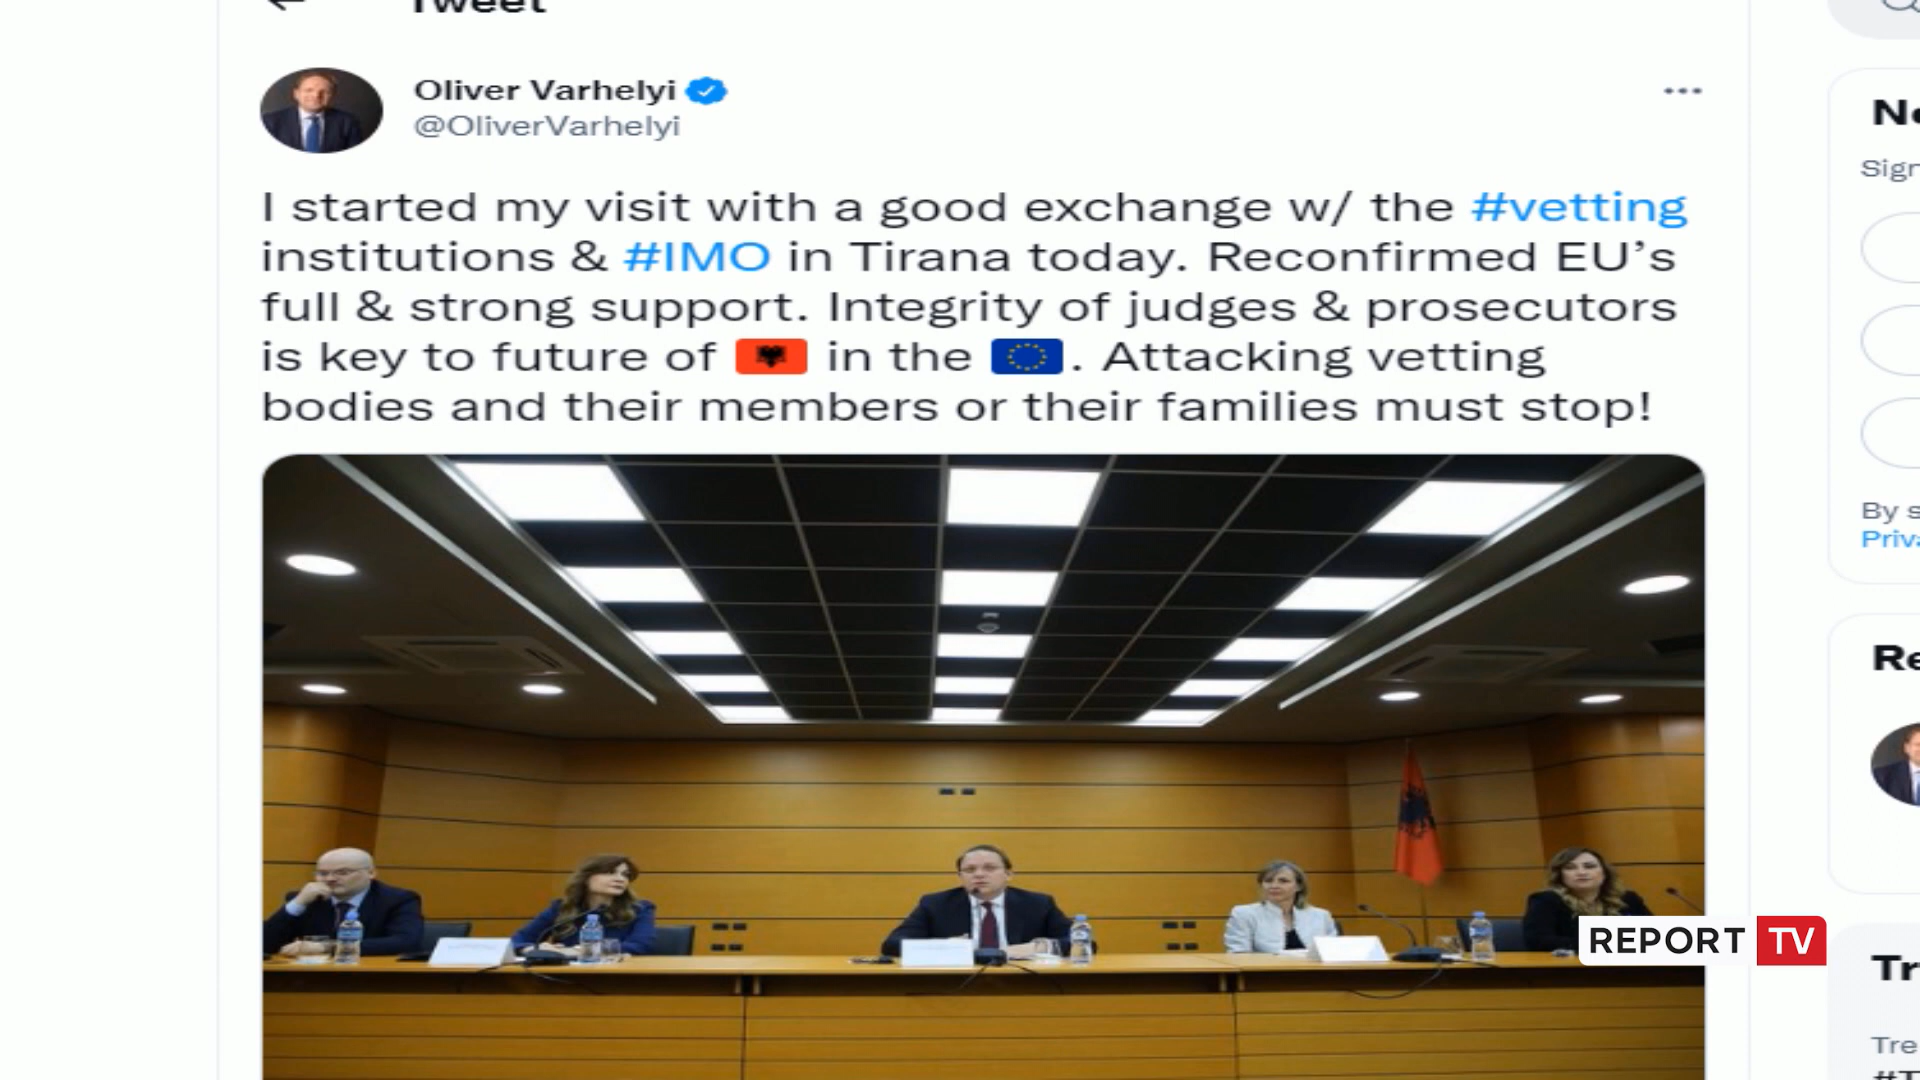 Tweet
Oliver Varhelyi
@OliverVarhelyi
I started my visit with a good exchange w/ the #vetting
institutions & #IMO in Tirana today. Reconfirmed EU’s
full & strong support. Integrity of judges & prosecutors
is key to future of 🇦🇱 in the 🇪🇺. Attacking vetting
bodies and their members or their families must stop!
By s
REPORT TV